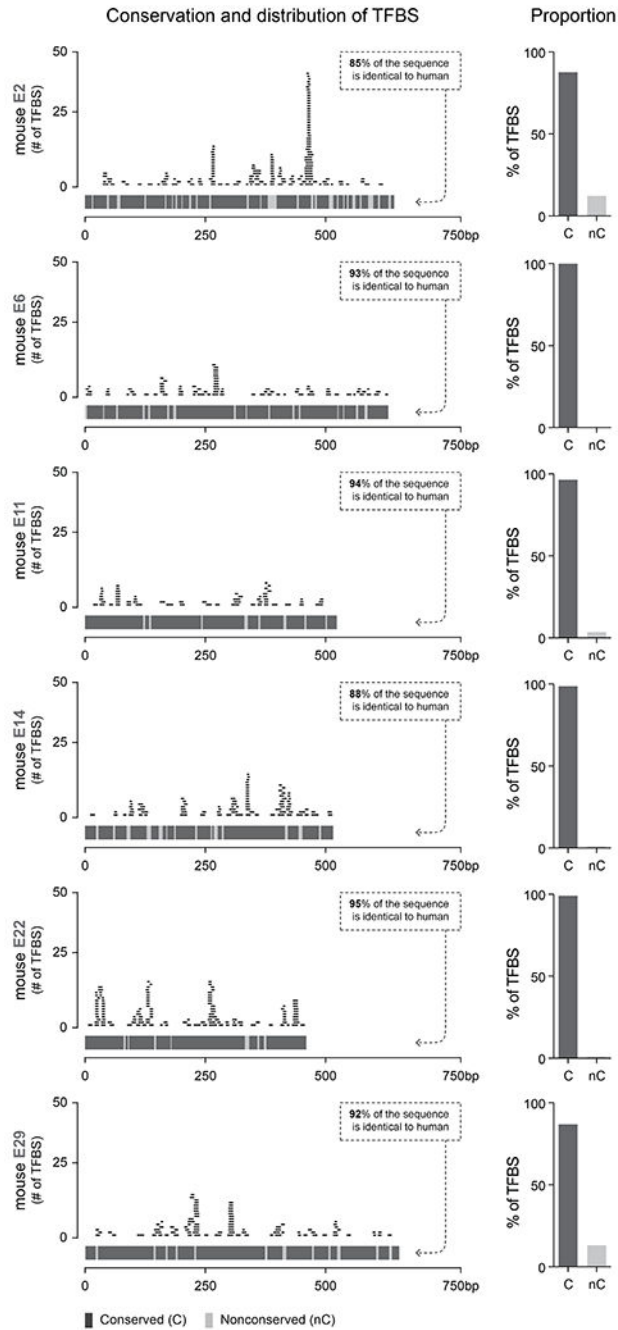 Conservation and distribution of TFBS
Proportion
mouse E2
(# of TFBS)
50
25
0
85% of the sequence
is identical to human
0
250
500
750bp
% of TFBS
100
50
0
C
nC
mouse E6
(# of TFBS)
50
25
0
93% of the sequence
is identical to human
0
250
500
750bp
% of TFBS
100
50
0
C
nC
mouse E11
(# of TFBS)
50
25
0
94% of the sequence
is identical to human
0
250
500
750bp
% of TFBS
100
50
0
C
nC
mouse E14
(# of TFBS)
50
25
0
88% of the sequence
is identical to human
0
250
500
750bp
% of TFBS
100
50
0
C
nC
mouse E22
(# of TFBS)
50
25
0
95% of the sequence
is identical to human
0
250
500
750bp
% of TFBS
100
50
0
C
nC
mouse E29
(# of TFBS)
50
25
0
92% of the sequence
is identical to human
0
250
500
750bp
% of TFBS
100
50
0
C
nC
Conserved (C)
Nonconserved (nC)